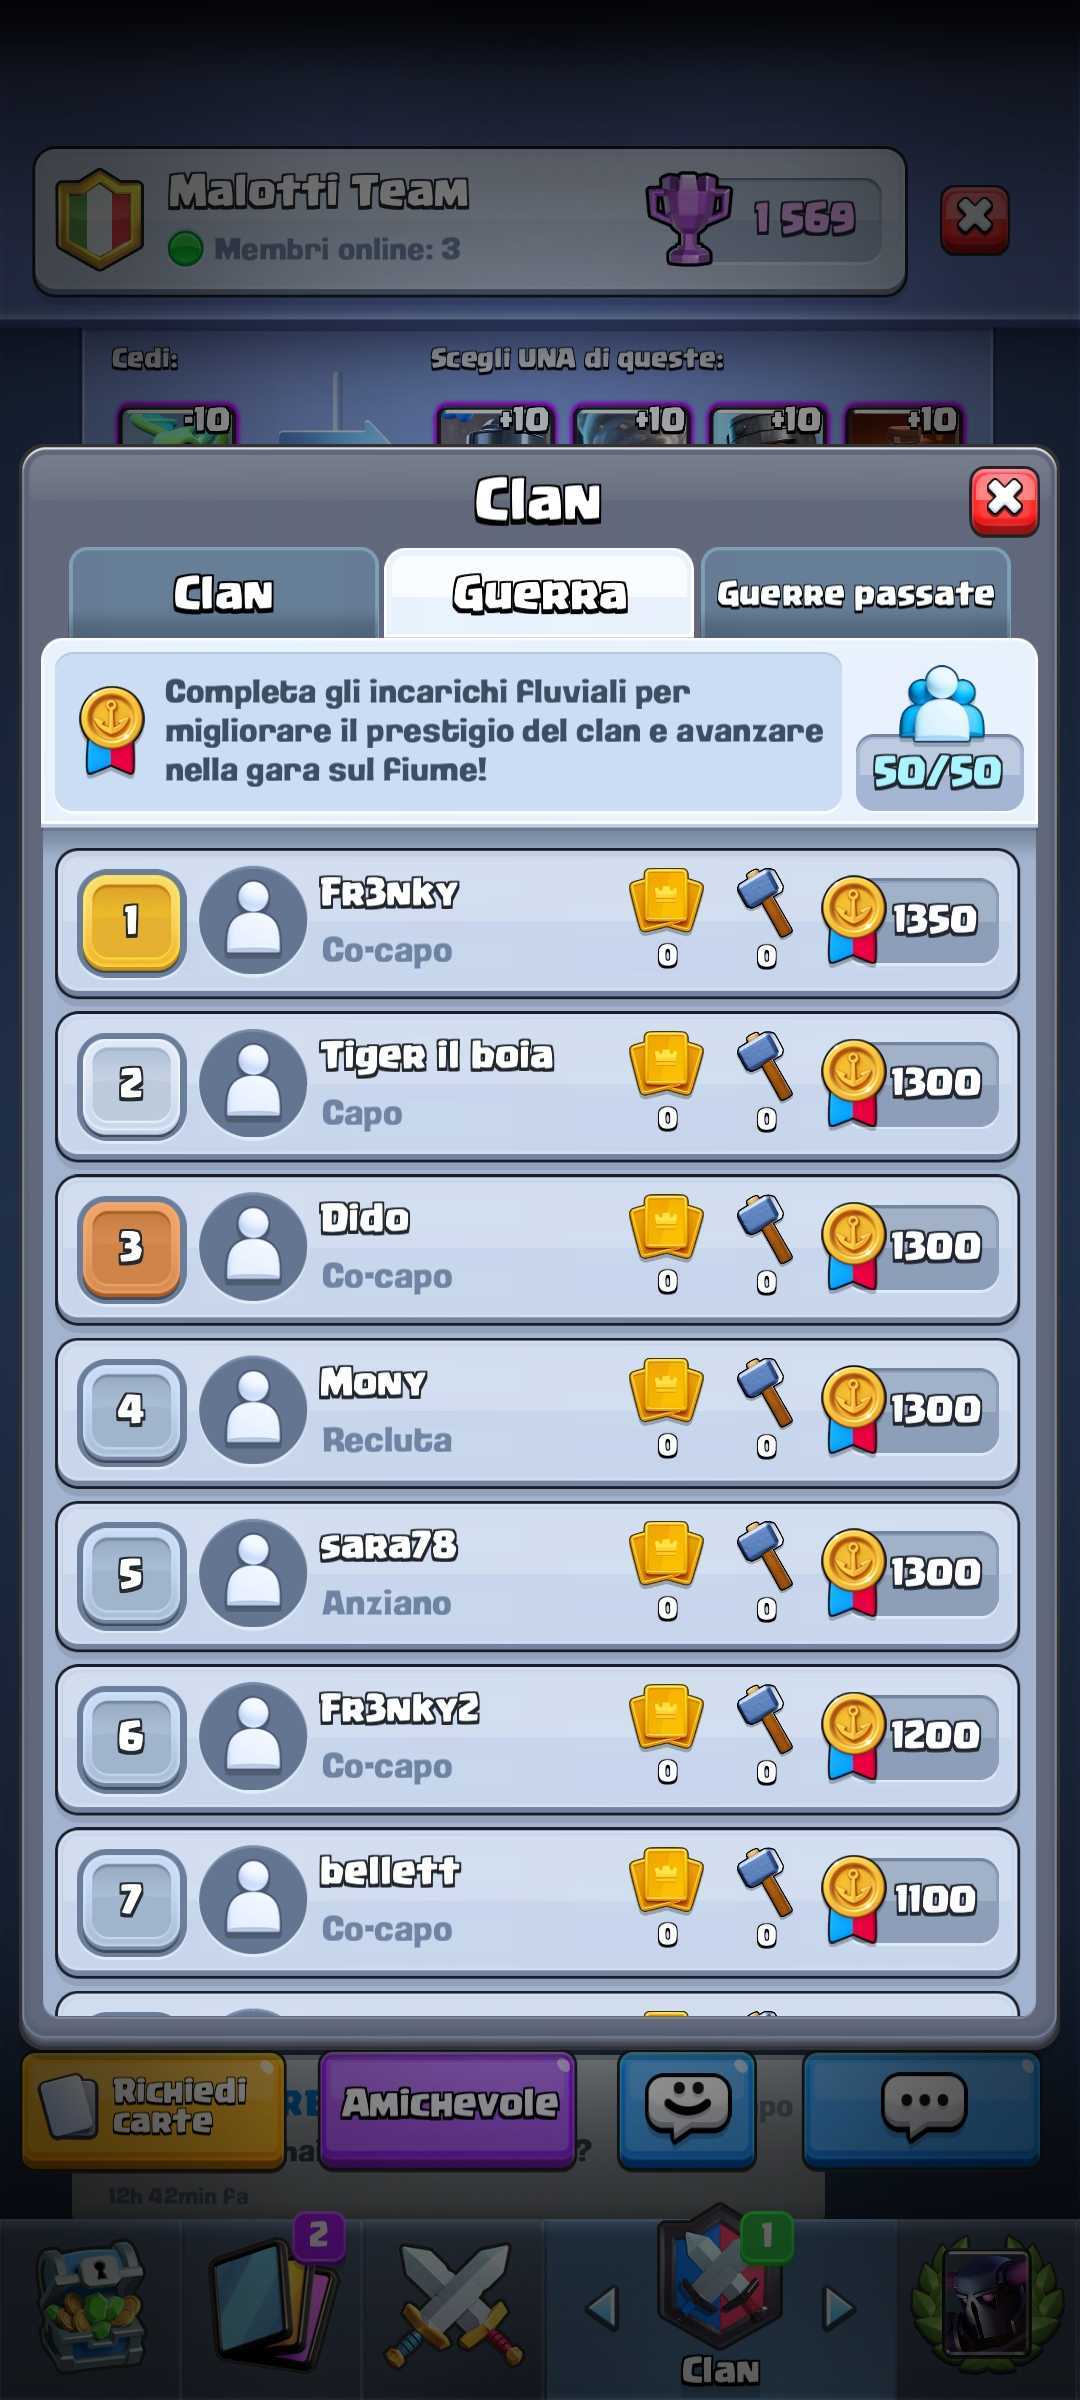 Malotti Team
Membri online: 3
1 569
Cedi:
Scegli UNA di queste:
-10
+10
+10
+10
+10
Clan
Clan
Guerra
Guerre passate
Completa gli incarichi fluviali per
migliorare il prestigio del clan e avanzare
nella gara sul fiume!
50/50
1
Fr3nky
Co-capo
0
0
1350
2
Tiger il boia
Capo
0
0
1300
3
Dido
Co-capo
0
0
1300
4
Mony
Recluta
0
0
1300
5
sara78
Anziano
0
0
1300
6
Fr3nky2
Co-capo
0
0
1200
7
bellett
Co-capo
0
0
1100
Richiedi
carte
Amichevole
?
12h 42min fa
2
1
Clan